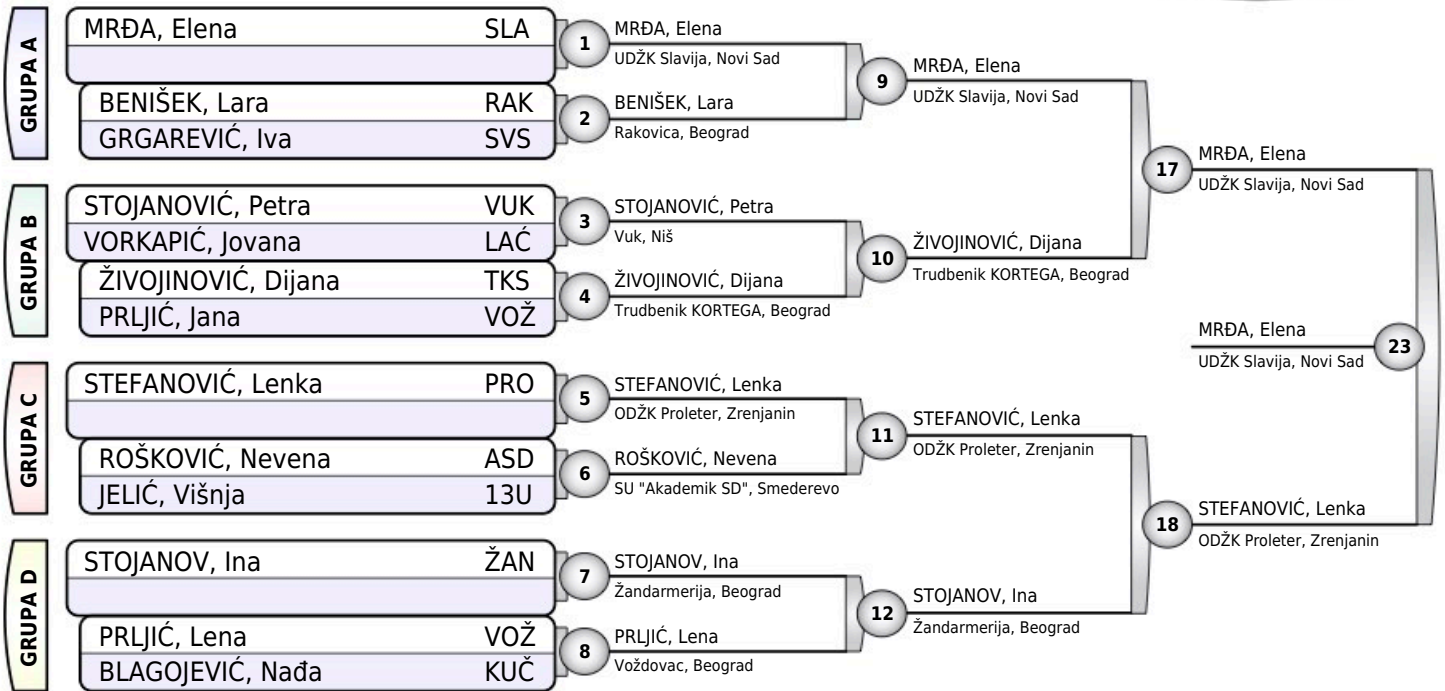 GRUPA A
MRĐA, Elena SLA
BENIŠEK, Lara RAK
GRGAREVIĆ, Iva SVS
1
MRĐA, Elena
UDŽK Slavija, Novi Sad
2
BENIŠEK, Lara
Rakovica, Beograd
9
MRĐA, Elena
UDŽK Slavija, Novi Sad
GRUPA B
STOJANOVIĆ, Petra VUK
VORKAPIĆ, Jovana LAĆ
ŽIVOJINOVIĆ, Dijana TKS
PRLJIĆ, Jana VOŽ
3
STOJANOVIĆ, Petra
Vuk, Niš
4
ŽIVOJINOVIĆ, Dijana
Trudbenik KORTEGA, Beograd
10
ŽIVOJINOVIĆ, Dijana
Trudbenik KORTEGA, Beograd
17
MRĐA, Elena
UDŽK Slavija, Novi Sad
GRUPA C
STEFANOVIĆ, Lenka PRO
ROŠKOVIĆ, Nevena ASD
JELIĆ, Višnja 13U
5
STEFANOVIĆ, Lenka
ODŽK Proleter, Zrenjanin
6
ROŠKOVIĆ, Nevena
SU "Akademik SD", Smederevo
11
STEFANOVIĆ, Lenka
ODŽK Proleter, Zrenjanin
GRUPA D
STOJANOV, Ina ŽAN
PRLJIĆ, Lena VOŽ
BLAGOJEVIĆ, Nađa KUČ
7
STOJANOV, Ina
Žandarmerija, Beograd
8
PRLJIĆ, Lena
Voždovac, Beograd
12
STOJANOV, Ina
Žandarmerija, Beograd
18
STEFANOVIĆ, Lenka
ODŽK Proleter, Zrenjanin
MRĐA, Elena
UDŽK Slavija, Novi Sad
23